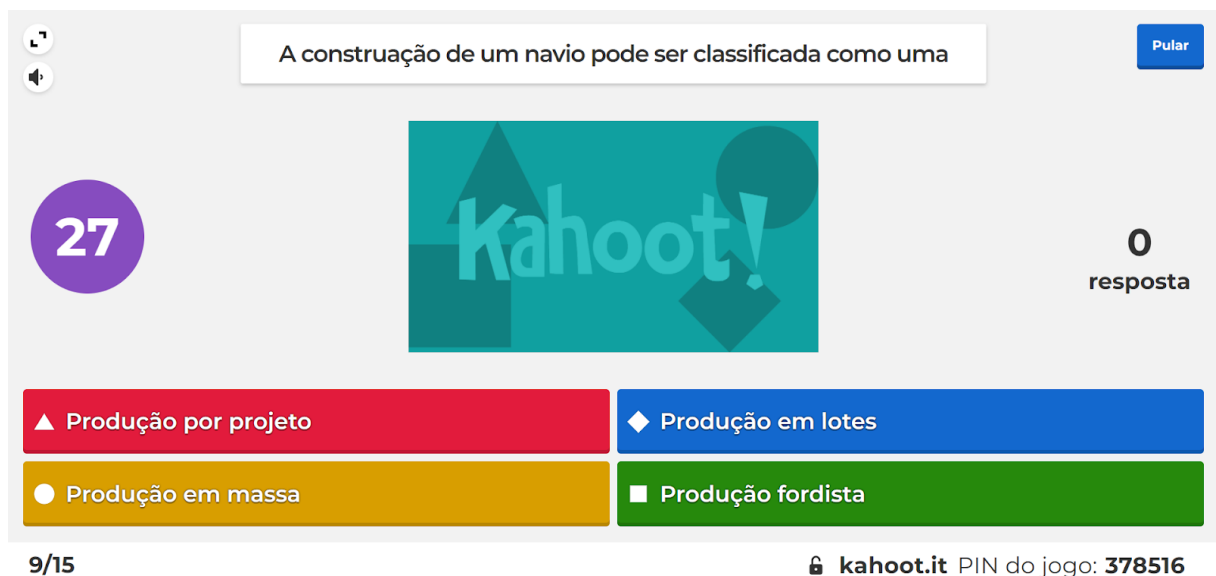 A construação de um navio pode ser classificada como uma
Pular
27
Kahoot!
0
resposta
Produção por projeto
Produção em lotes
Produção em massa
Produção fordista
9/15
kahoot.it PIN do jogo: 378516